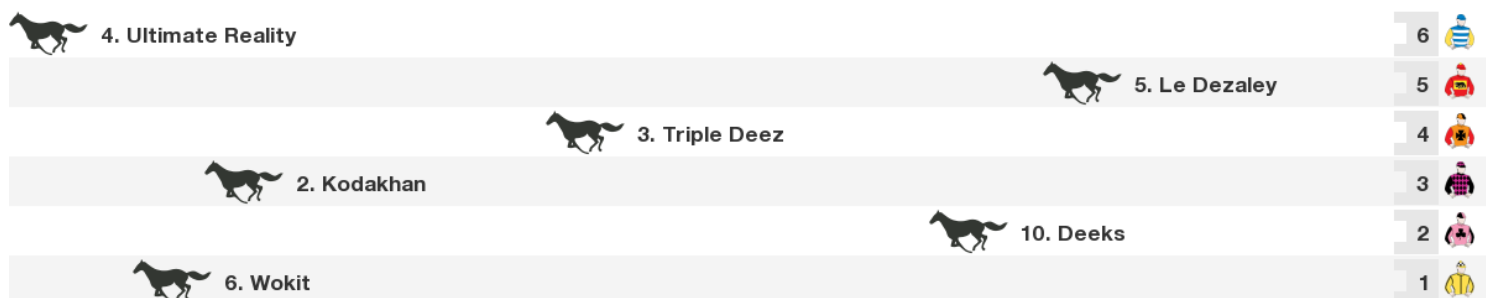 4. Ultimate Reality 6
5. Le Dezaley 5
3. Triple Deez 4
2. Kodakhan 3
10. Deeks 2
6. Wokit 1